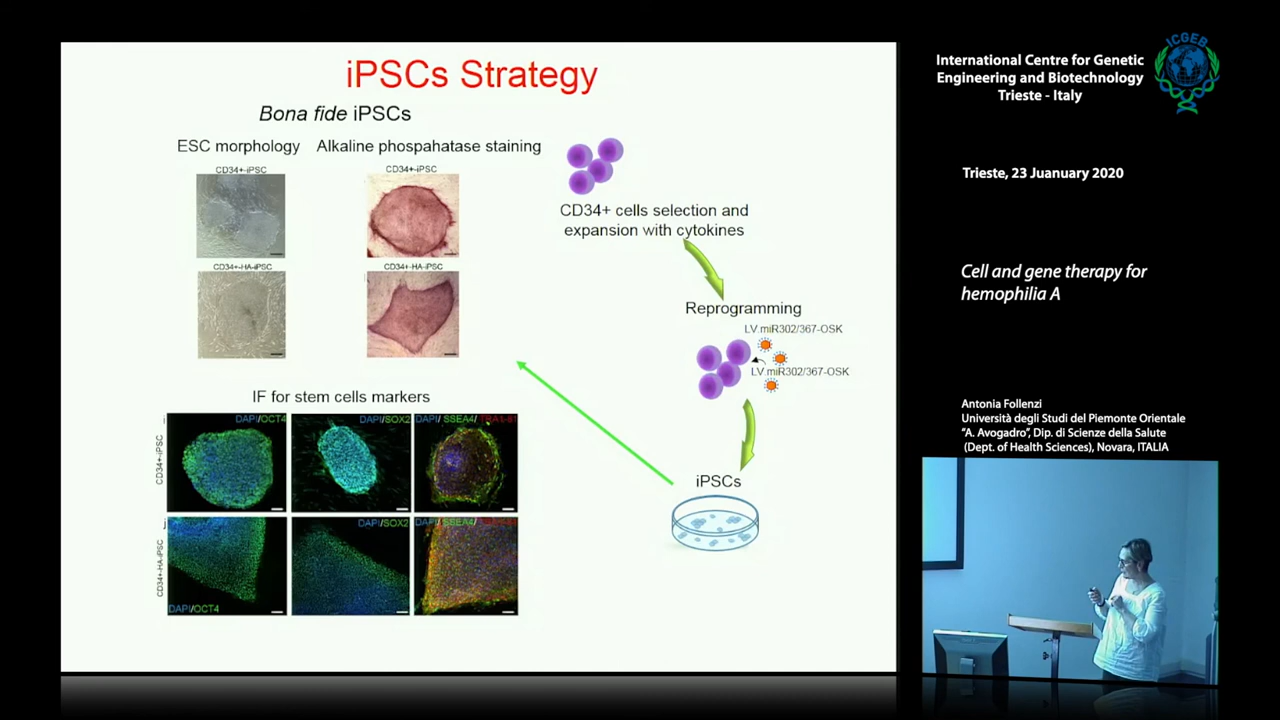 iPSCs Strategy
Bona fide iPSCs
ESC morphology
Alkaline phospahatase staining
CD34+-iPSC
CD34+-iPSC
CD34+-HA-iPSC
CD34+-HA-iPSC
IF for stem cells markers
i
DAPI/OCT4
DAPI/SOX2
DAPI/ SSEA4/ TRA1-81
CD34+-iPSC
j
DAPI/OCT4
DAPI/SOX2
DAPI/ SSEA4/ TRA1-81
CD34+-HA-iPSC
CD34+ cells selection and
expansion with cytokines
Reprogramming
LV.miR302/367-OSK
LV.miR302/367-OSK
iPSCs
ICGEB
International Centre for Genetic
Engineering and Biotechnology
Trieste - Italy
Trieste, 23 Juanuary 2020
Cell and gene therapy for
hemophilia A
Antonia Follenzi
Università degli Studi del Piemonte Orientale
“A. Avogadro”, Dip. di Scienze della Salute
(Dept. of Health Sciences), Novara, ITALIA